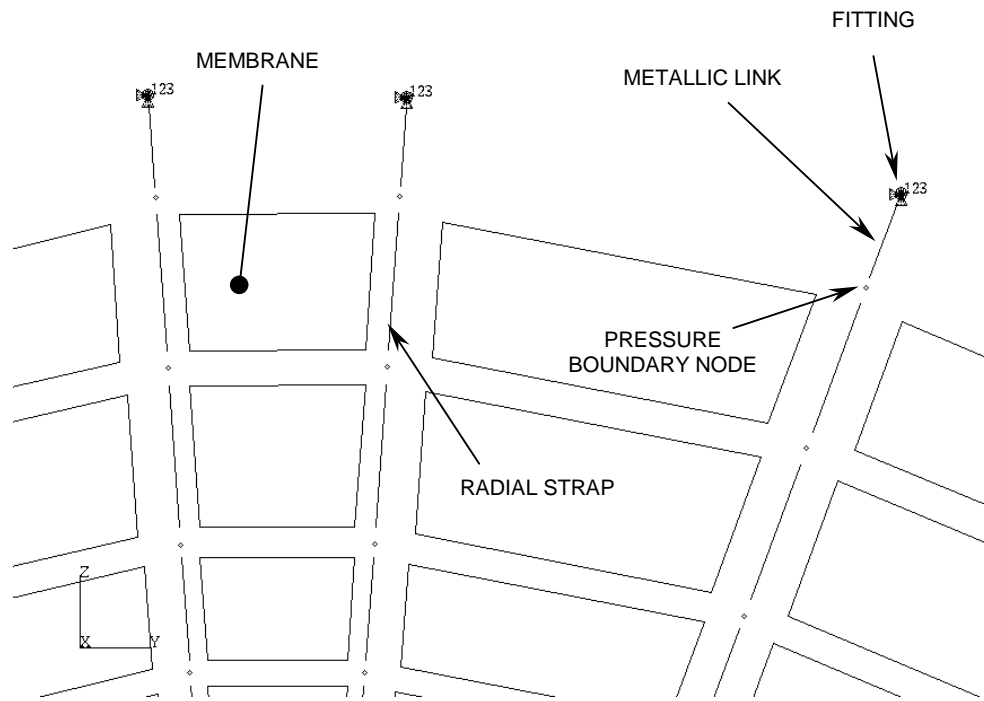 FITTING
MEMBRANE
METALLIC LINK
123
123
123
PRESSURE
BOUNDARY NODE
RADIAL STRAP
Z
X
Y